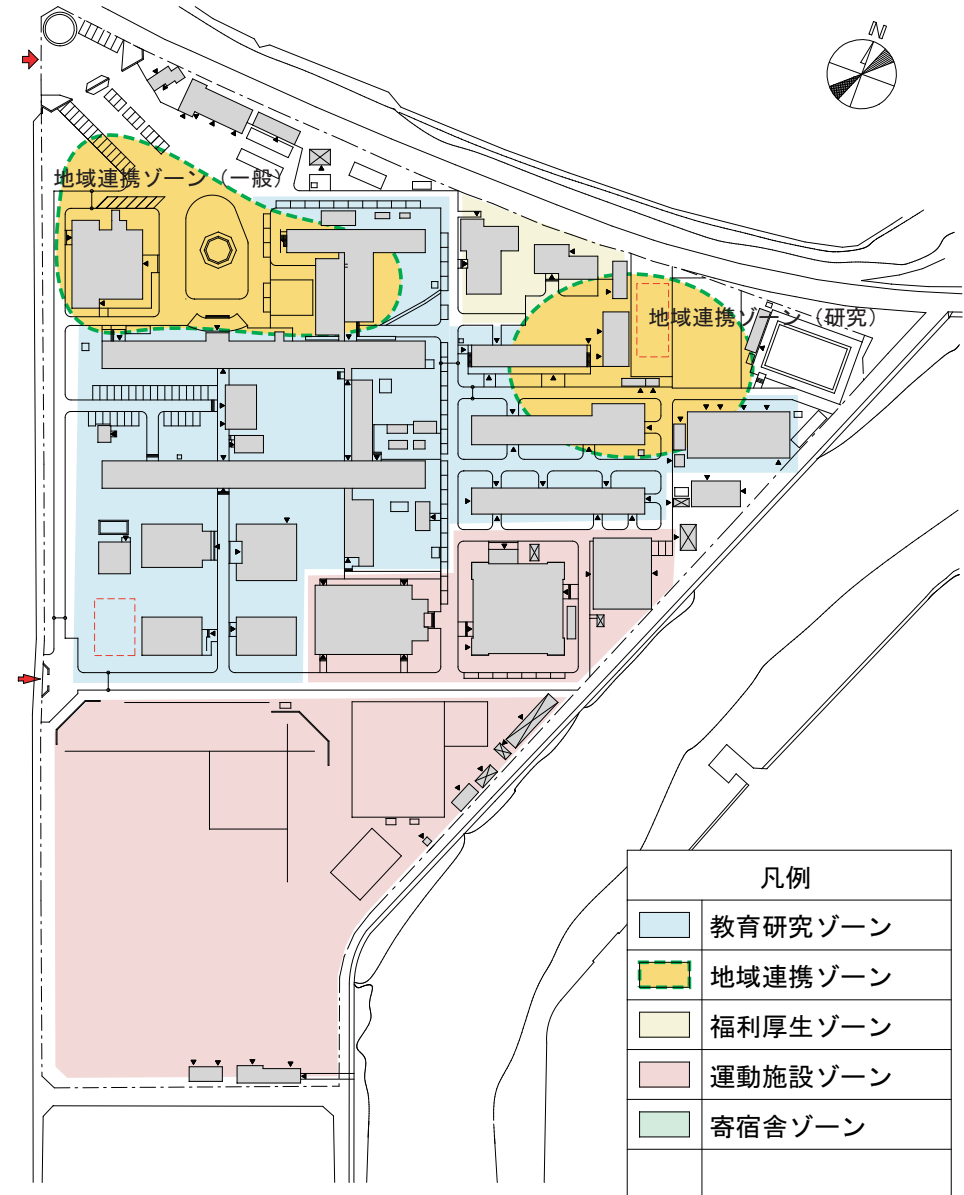 N
地域連携ゾーン（一般）
地域連携ゾーン（研究）
凡例
教育研究ゾーン
地域連携ゾーン
福利厚生ゾーン
運動施設ゾーン
寄宿舎ゾーン